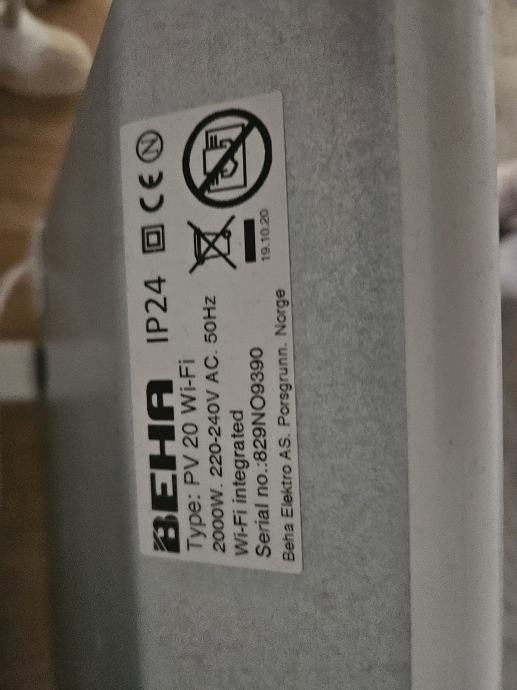 BEHA IP24 CE N
Type: PV 20 Wi-Fi
2000W. 220-240V AC. 50Hz
Wi-Fi integrated
Serial no.:829NO9390
19.10.20
Beha Elektro AS. Porsgrunn. Norge